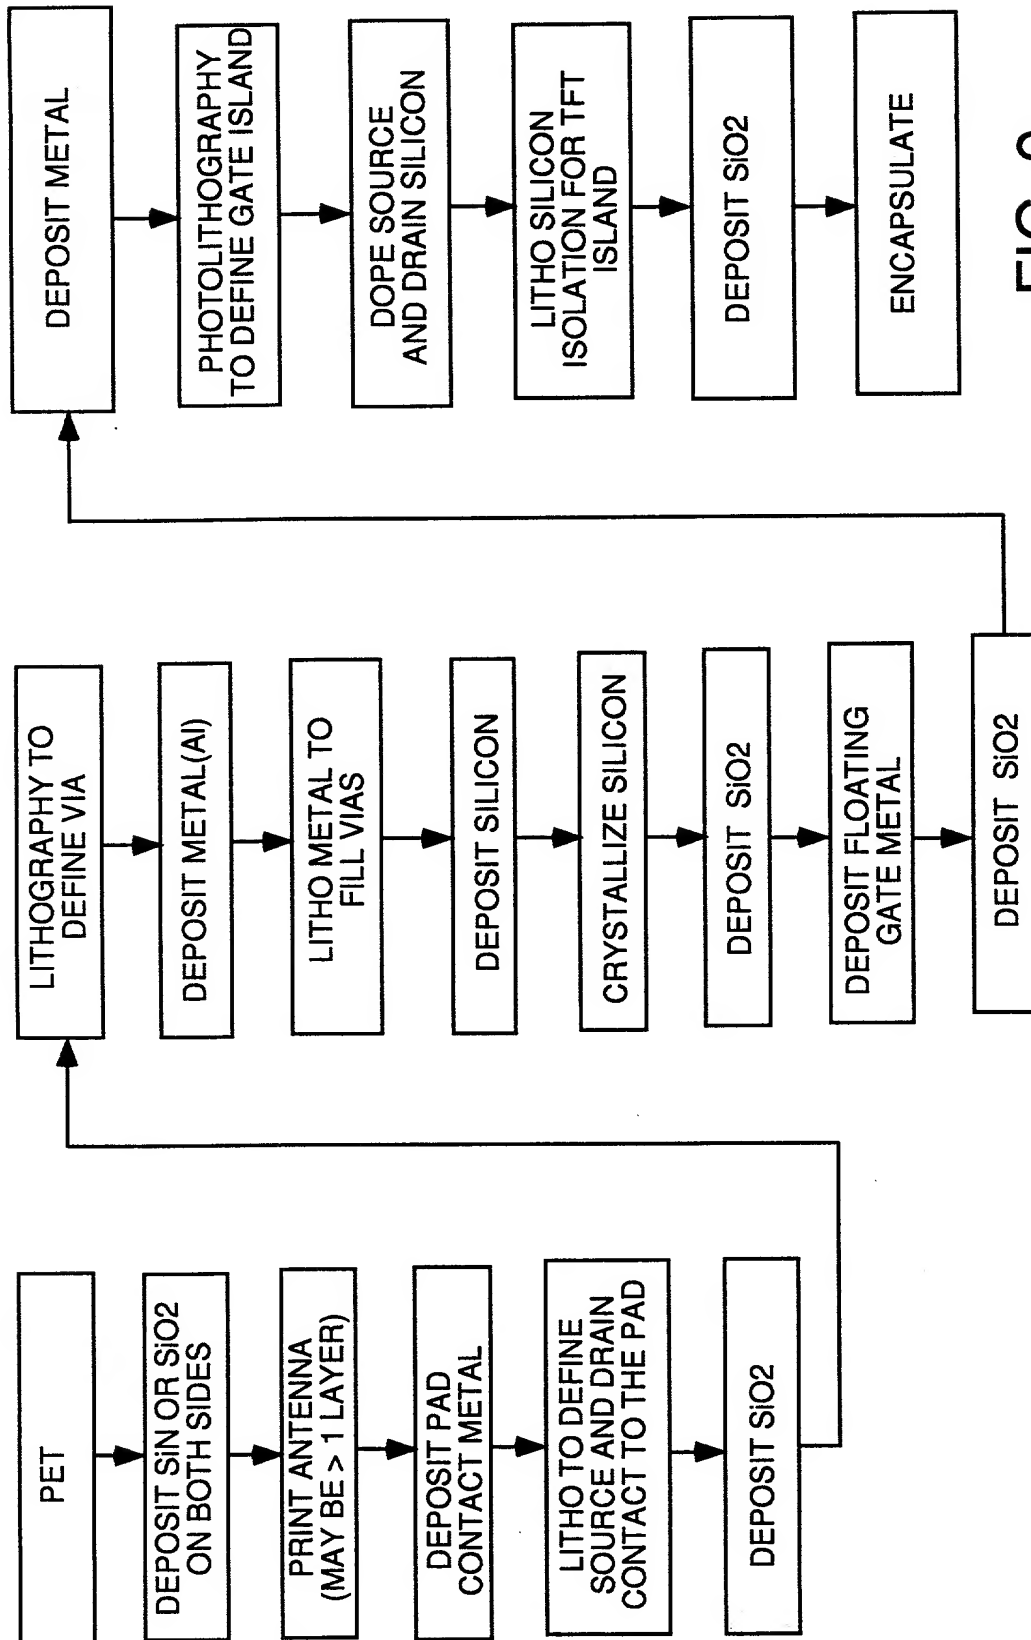 PET
DEPOSIT SiN OR SiO2
ON BOTH SIDES
PRINT ANTENNA
(MAY BE > 1 LAYER)
DEPOSIT PAD
CONTACT METAL
LITHO TO DEFINE
SOURCE AND DRAIN
CONTACT TO THE PAD
DEPOSIT SiO2
LITHOGRAPHY TO
DEFINE VIA
DEPOSIT METAL(Al)
LITHO METAL TO
FILL VIAS
DEPOSIT SILICON
CRYSTALLIZE SILICON
DEPOSIT SiO2
DEPOSIT FLOATING
GATE METAL
DEPOSIT SiO2
DEPOSIT METAL
PHOTOLITHOGRAPHY
TO DEFINE GATE ISLAND
DOPE SOURCE
AND DRAIN SILICON
LITHO SILICON
ISOLATION FOR TFT
ISLAND
DEPOSIT SiO2
ENCAPSULATE
FIG.